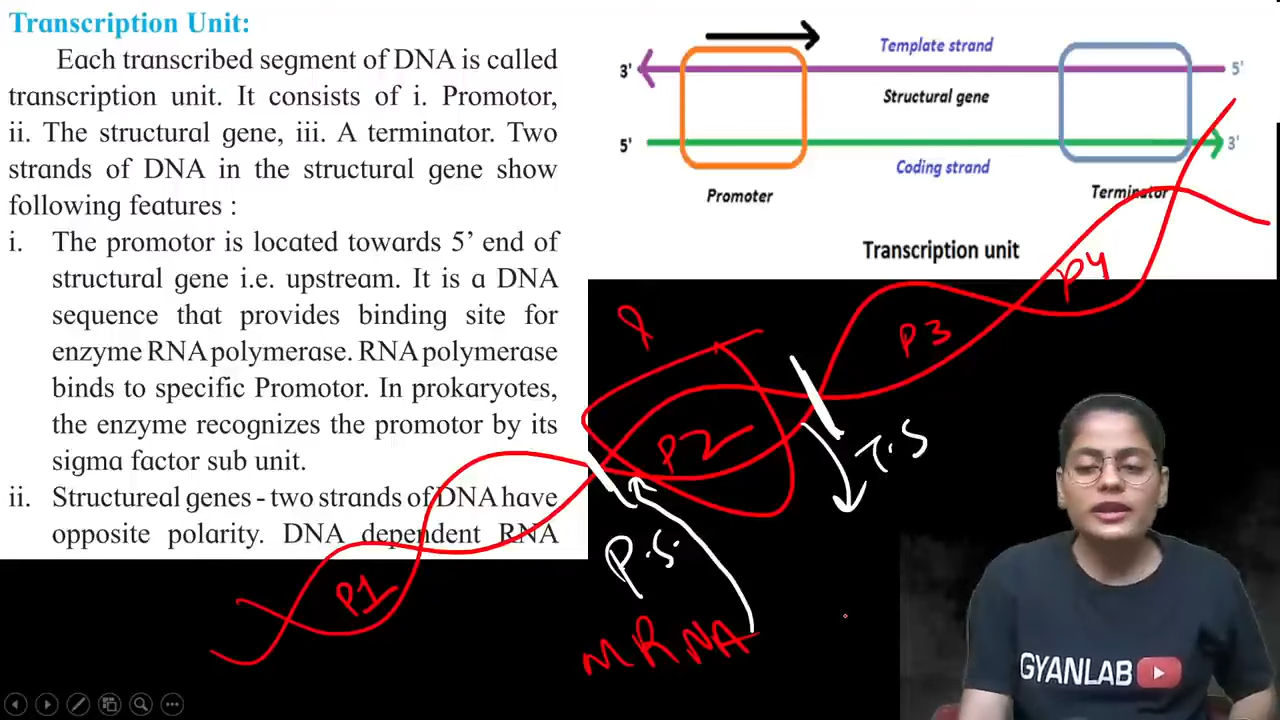 Transcription Unit:
Each transcribed segment of DNA is called
transcription unit. It consists of i. Promotor,
ii. The structural gene, iii. A terminator. Two
strands of DNA in the structural gene show
following features :
i. The promotor is located towards 5’ end of
structural gene i.e. upstream. It is a DNA
sequence that provides binding site for
enzyme RNA polymerase. RNA polymerase
binds to specific Promotor. In prokaryotes,
the enzyme recognizes the promotor by its
sigma factor sub unit.
ii. Structureal genes - two strands of DNA have
opposite polarity. DNA dependent RNA
Template strand
3' 5'
Structural gene
5' 3'
Coding strand
Promoter Terminator
Transcription unit
P4
P3
P2
T.S
P.S.
P1
mRNA
GYANLAB